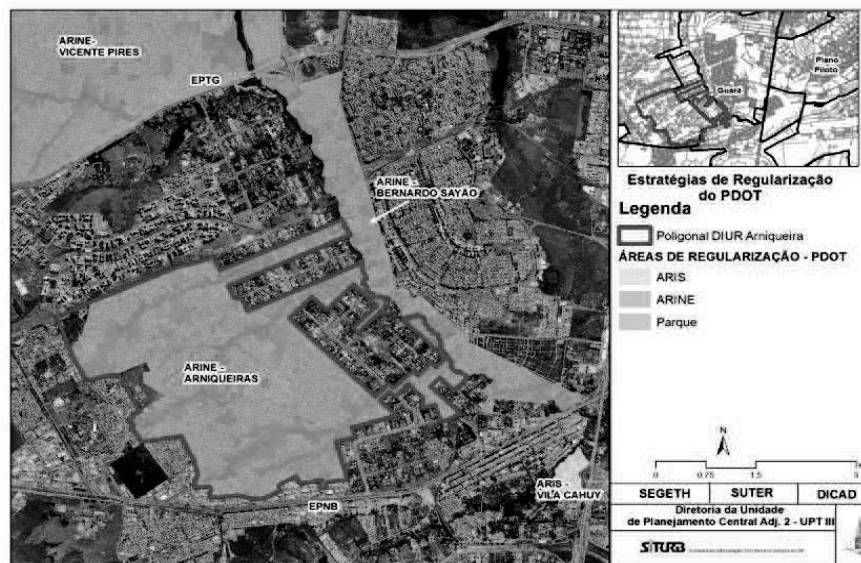 ARINE-
VICENTE PIRES
EPTG
ARINE -
BERNARDO SAYÃO
ARINE -
ARNIQUEIRAS
EPNB
ARIS -
VILA CAHUY
Plano
Piloto
Guará
Estratégias de Regularização
do PDOT
Legenda
Poligonal DIUR Arniqueira
ÁREAS DE REGULARIZAÇÃO - PDOT
ARIS
ARINE
Parque
N
0 0,75 1,5 3
SEGETH SUTER DICAD
Diretoria da Unidade
de Planejamento Central Adj. 2 - UPT III
SITURB